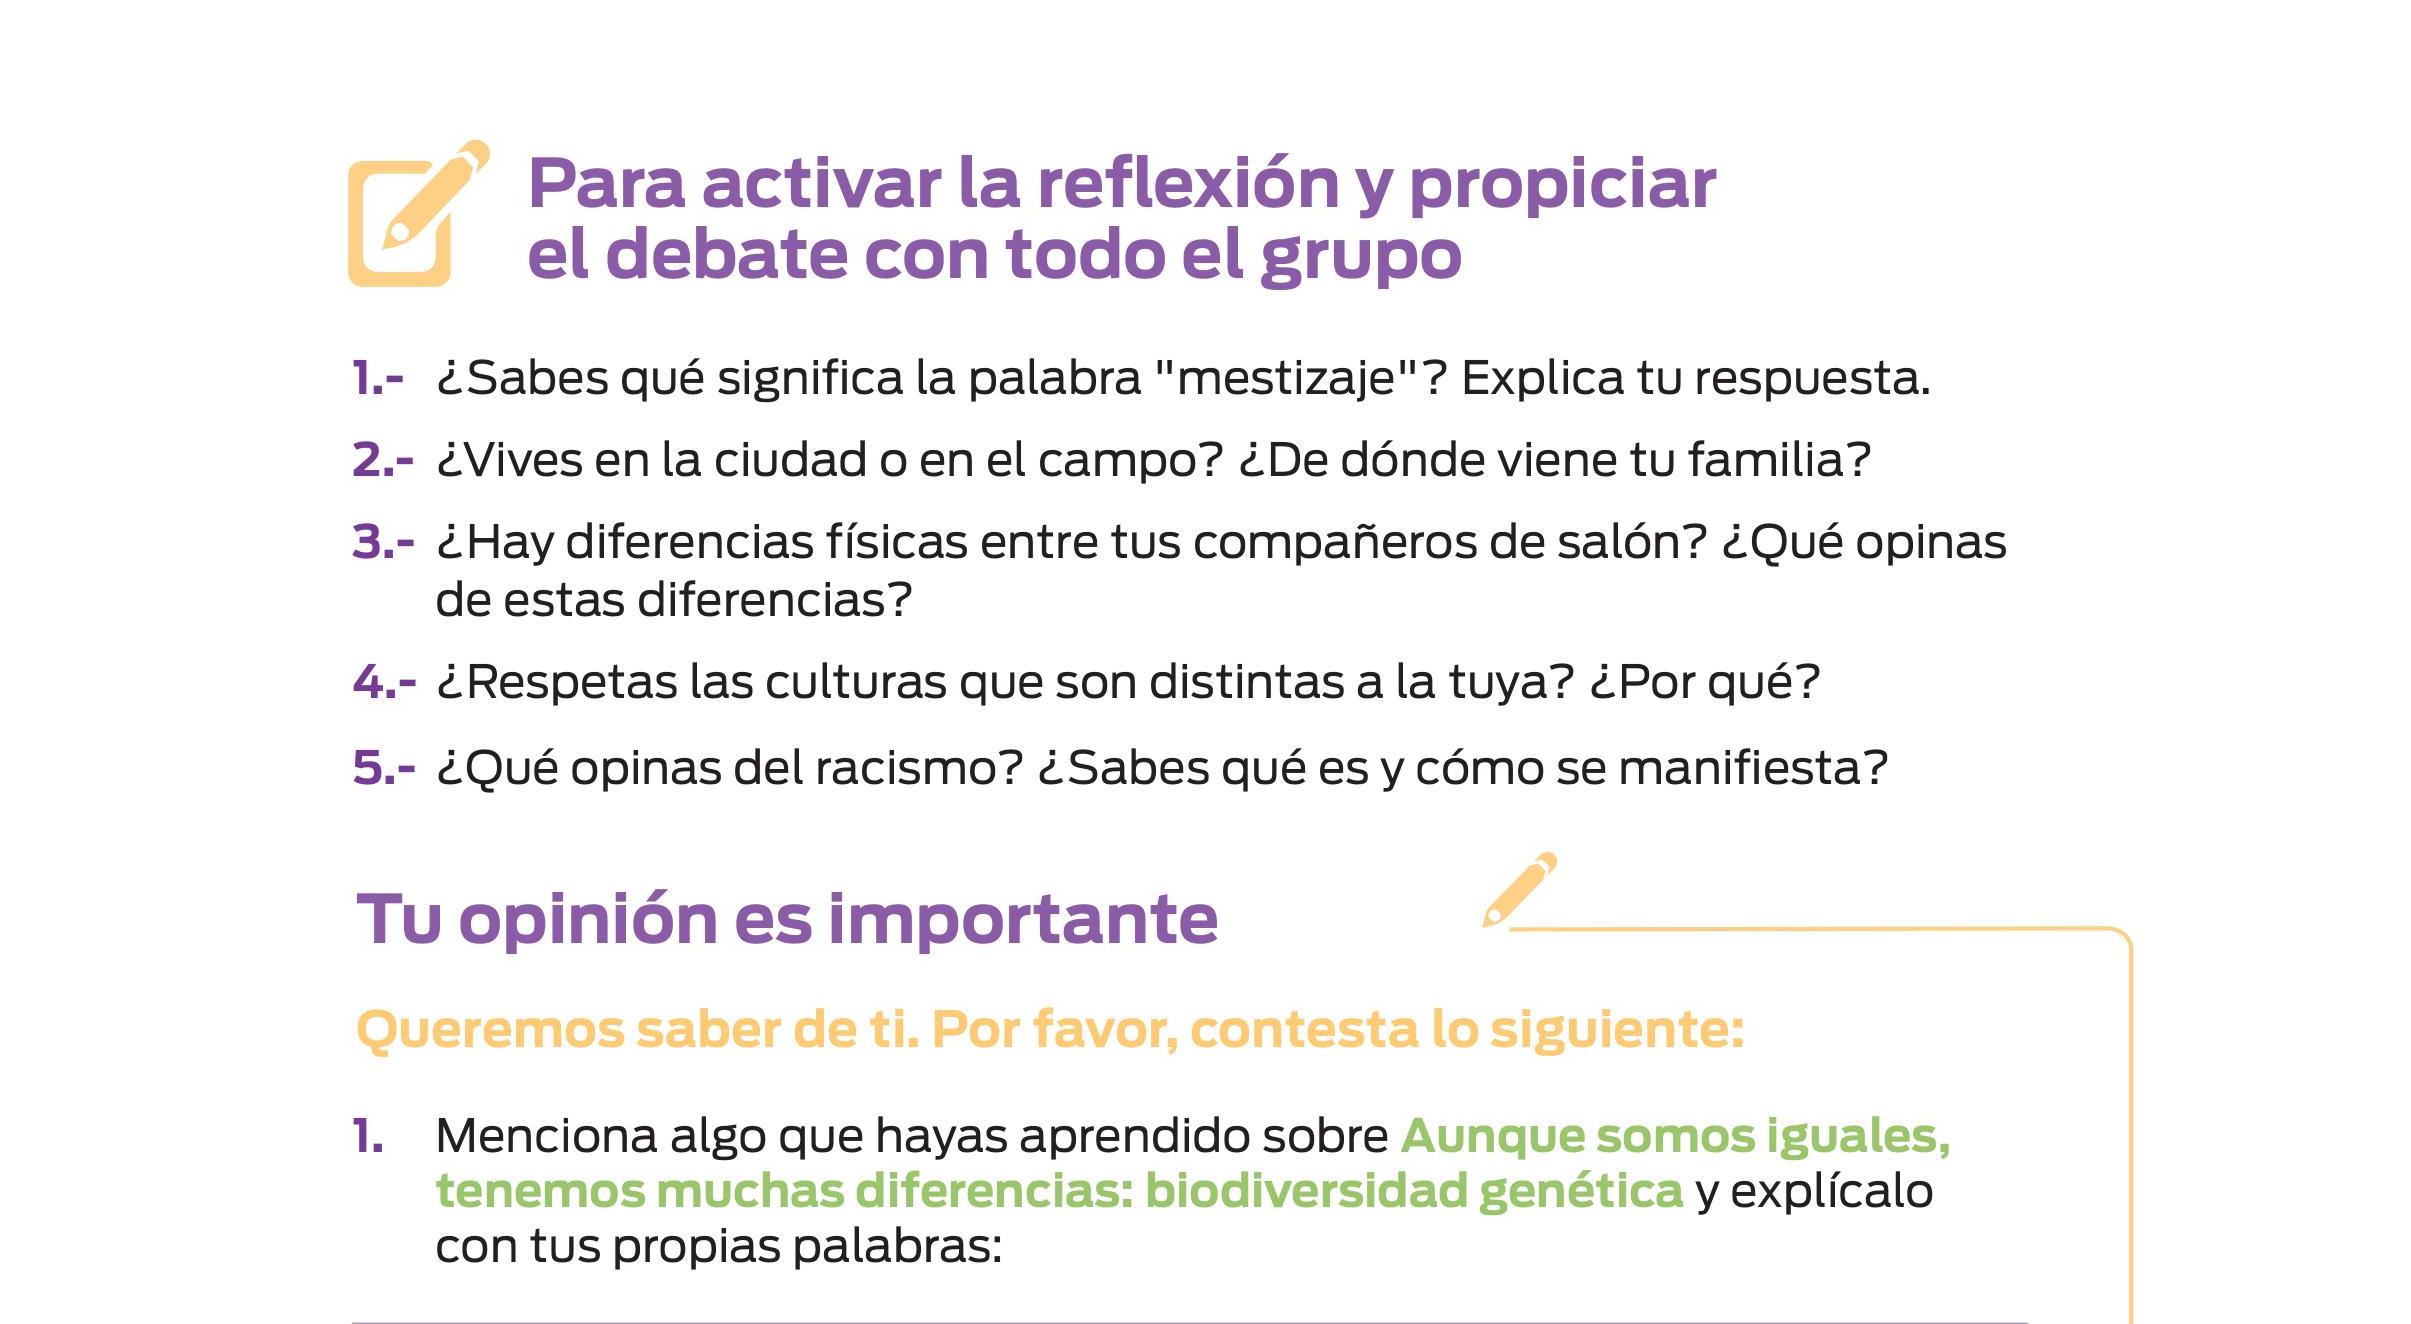 Para activar la reflexión y propiciar
el debate con todo el grupo
1.- ¿Sabes qué significa la palabra "mestizaje"? Explica tu respuesta.
2.- ¿Vives en la ciudad o en el campo? ¿De dónde viene tu familia?
3.- ¿Hay diferencias físicas entre tus compañeros de salón? ¿Qué opinas
de estas diferencias?
4.- ¿Respetas las culturas que son distintas a la tuya? ¿Por qué?
5.- ¿Qué opinas del racismo? ¿Sabes qué es y cómo se manifiesta?
Tu opinión es importante
Queremos saber de ti. Por favor, contesta lo siguiente:
1. Menciona algo que hayas aprendido sobre Aunque somos iguales,
tenemos muchas diferencias: biodiversidad genética y explícalo
con tus propias palabras: